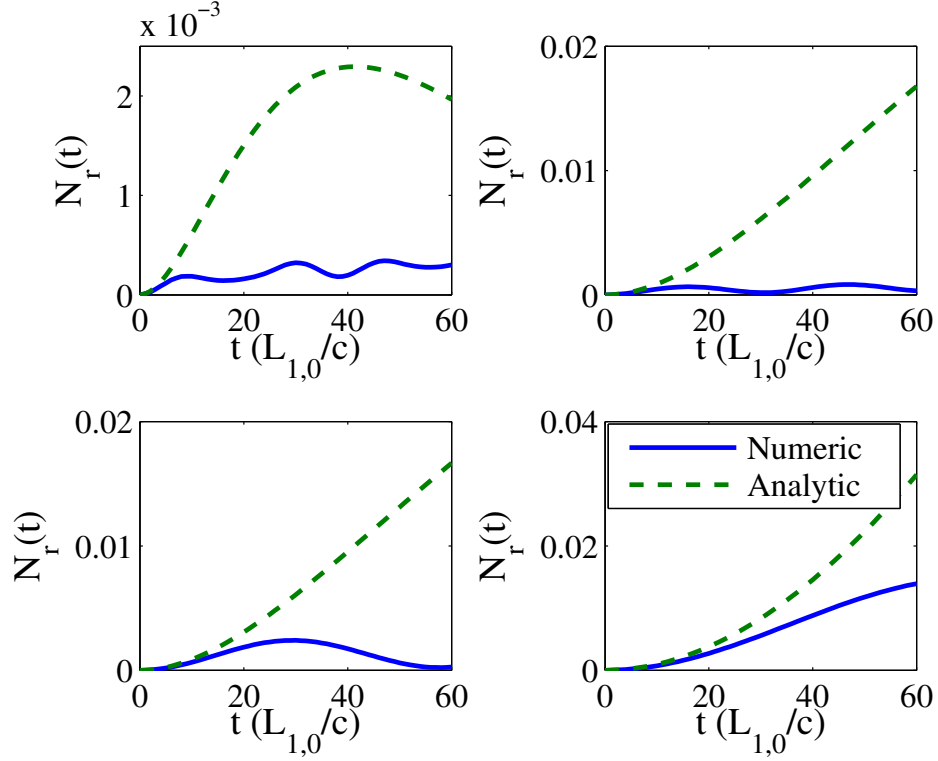 x 10^-3
N_r(t)
2
1
0
0 20 40 60
t (L_1,0/c)
N_r(t)
0.02
0.01
0
0 20 40 60
t (L_1,0/c)
N_r(t)
0.02
0.01
0
0 20 40 60
t (L_1,0/c)
N_r(t)
0.04
0.02
0
Numeric
Analytic
0 20 40 60
t (L_1,0/c)